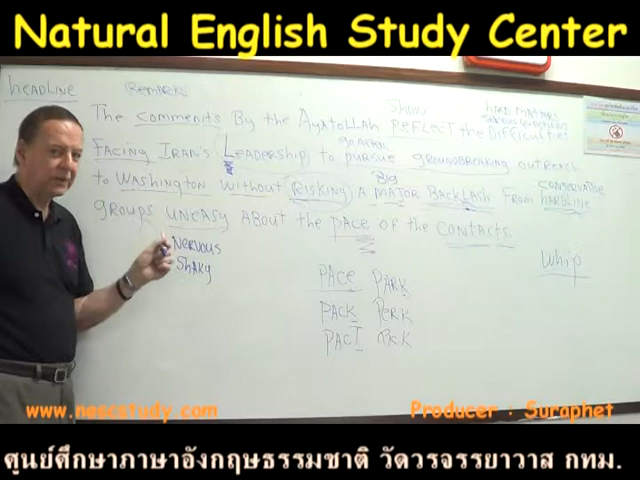 Natural English Study Center
headline Remarks
Show
The comments By the Ayatollah Reflect the Difficulties
Facing Iran's Leadership to pursue groundbreaking outreach
Big conservative
to Washington without Risking A major Backlash From hardline
groups uneasy about the pace of the contacts.
Nervous
Shaky
whip
Pace Park
Pack Perk
Pact
www.nescstudy.com Producer : Suraphet
ศูนย์ศึกษาภาษาอังกฤษธรรมชาติ วัดวรจรรยาวาส กทม.